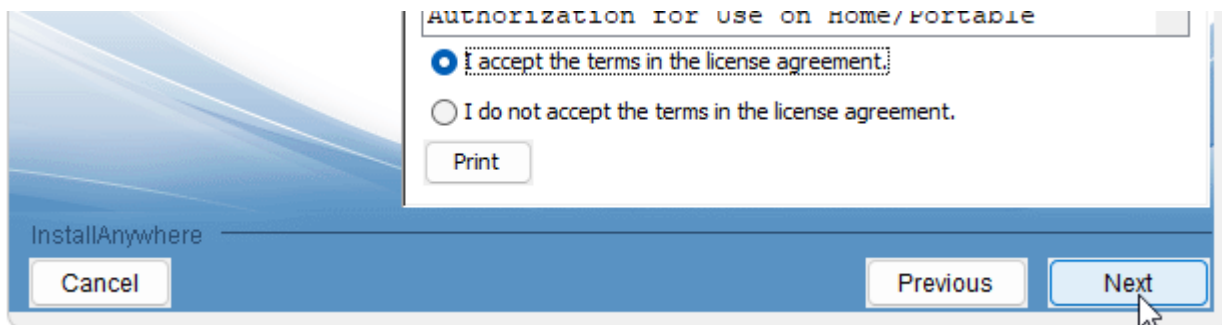 Authorization for Use on Home/Portable
I accept the terms in the license agreement.
I do not accept the terms in the license agreement.
Print
InstallAnywhere
Cancel
Previous
Next